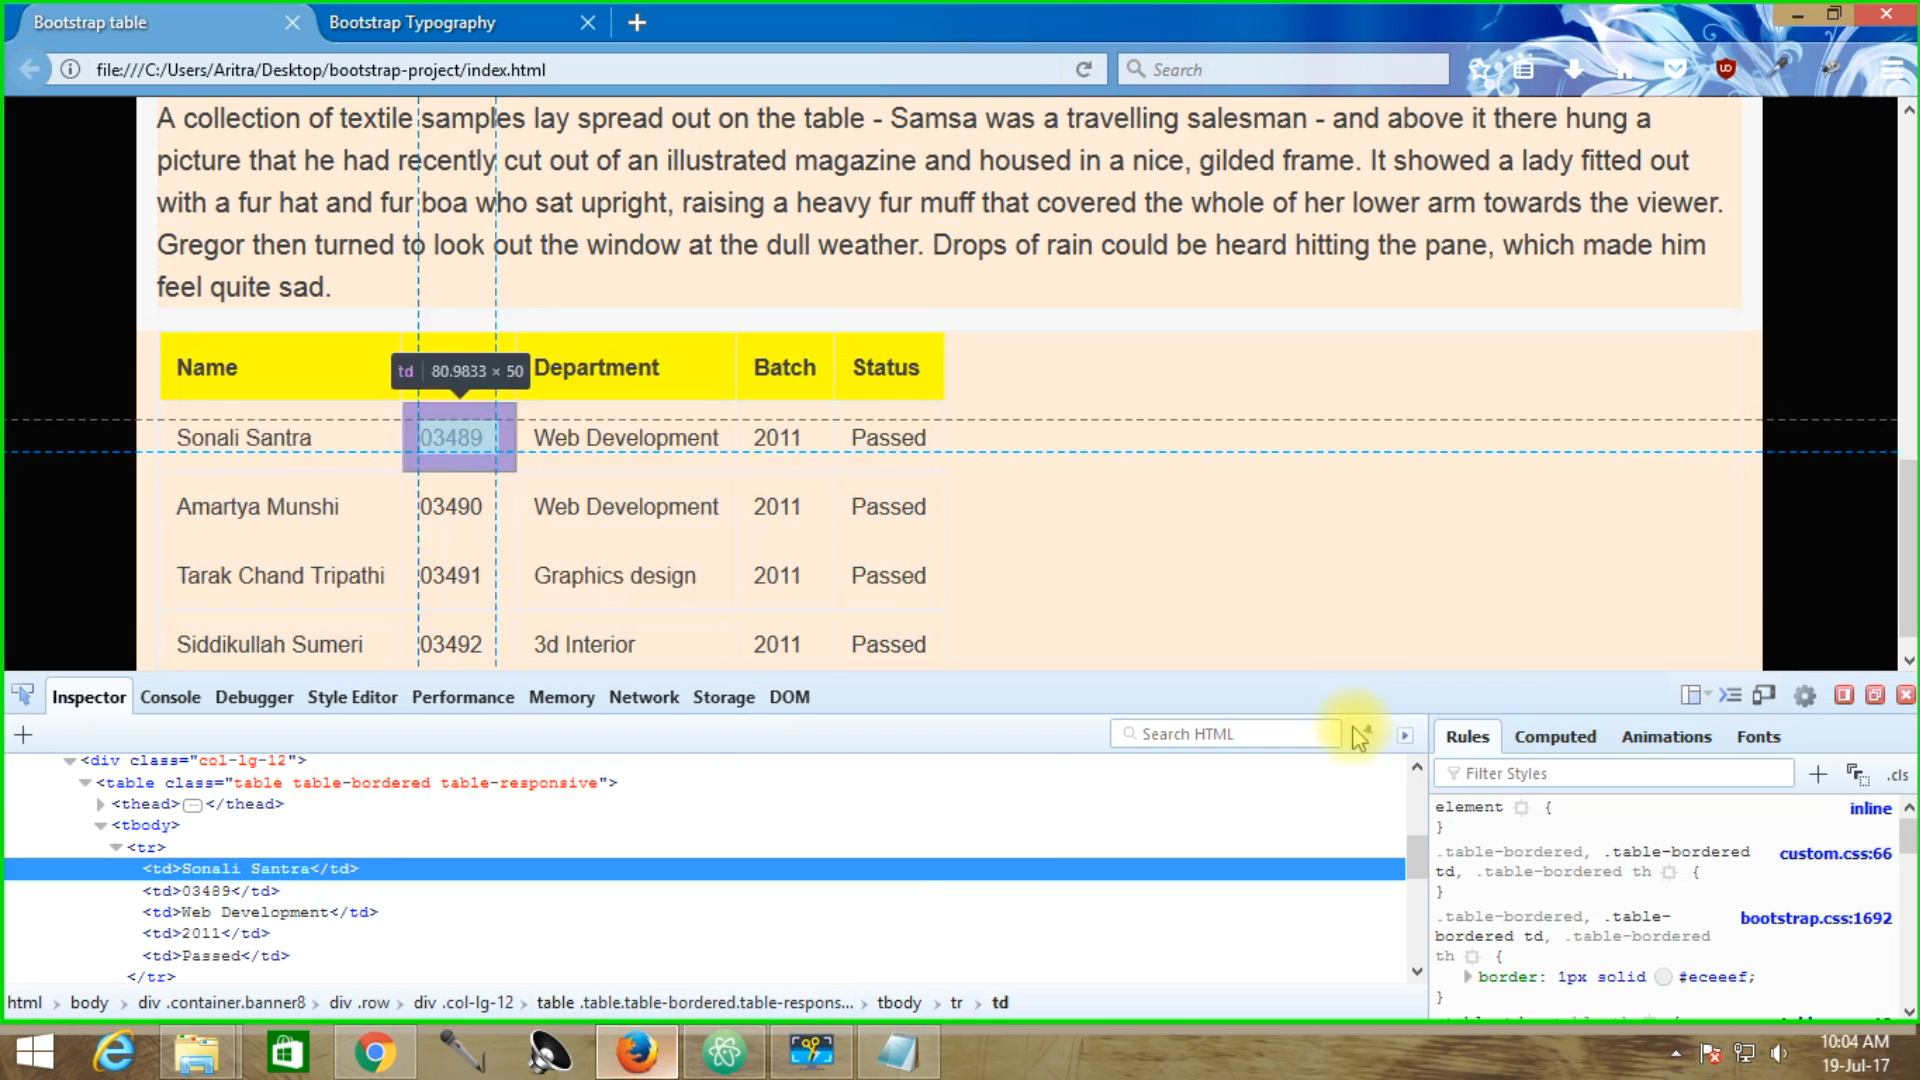 Bootstrap table
Bootstrap Typography
file:///C:/Users/Aritra/Desktop/bootstrap-project/index.html
Search
A collection of textile samples lay spread out on the table - Samsa was a travelling salesman - and above it there hung a
picture that he had recently cut out of an illustrated magazine and housed in a nice, gilded frame. It showed a lady fitted out
with a fur hat and fur boa who sat upright, raising a heavy fur muff that covered the whole of her lower arm towards the viewer.
Gregor then turned to look out the window at the dull weather. Drops of rain could be heard hitting the pane, which made him
feel quite sad.
Name Department Batch Status
td 80.9833 × 50
Sonali Santra 03489 Web Development 2011 Passed
Amartya Munshi 03490 Web Development 2011 Passed
Tarak Chand Tripathi 03491 Graphics design 2011 Passed
Siddikullah Sumeri 03492 3d Interior 2011 Passed
Inspector Console Debugger Style Editor Performance Memory Network Storage DOM
Search HTML
<div class="col-lg-12">
<table class="table table-bordered table-responsive">
<thead></thead>
<tbody>
<tr>
<td>Sonali Santra</td>
<td>03489</td>
<td>Web Development</td>
<td>2011</td>
<td>Passed</td>
</tr>
html > body > div .container.banner8 > div .row > div .col-lg-12 > table .table.table-bordered.table-respons... > tbody > tr > td
Rules Computed Animations Fonts
Filter Styles + .cls
element { inline
}
.table-bordered, .table-bordered custom.css:66
td, .table-bordered th {
}
.table-bordered, .table- bootstrap.css:1692
bordered td, .table-bordered
th {
border: 1px solid #eceeef;
}
10:04 AM
19-Jul-17